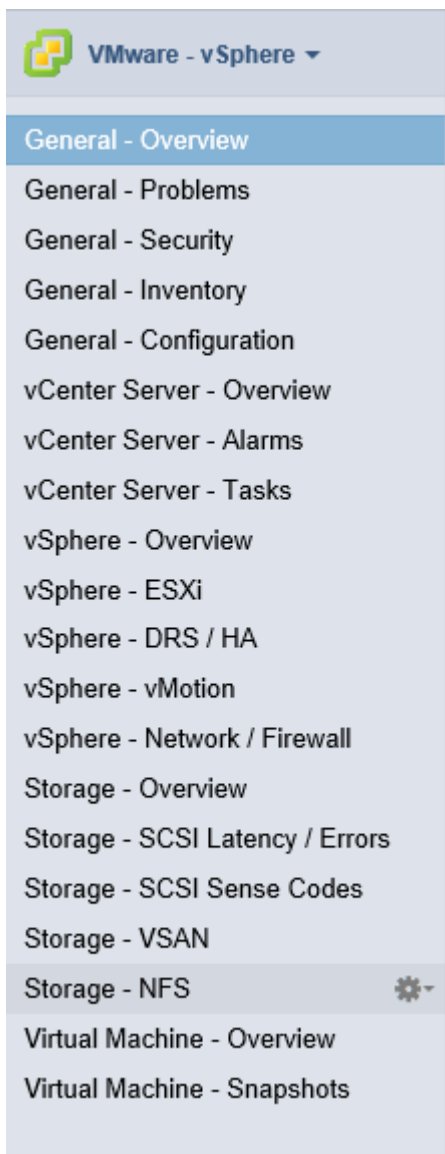 VMware - vSphere
General - Overview
General - Problems
General - Security
General - Inventory
General - Configuration
vCenter Server - Overview
vCenter Server - Alarms
vCenter Server - Tasks
vSphere - Overview
vSphere - ESXi
vSphere - DRS / HA
vSphere - vMotion
vSphere - Network / Firewall
Storage - Overview
Storage - SCSI Latency / Errors
Storage - SCSI Sense Codes
Storage - VSAN
Storage - NFS
Virtual Machine - Overview
Virtual Machine - Snapshots